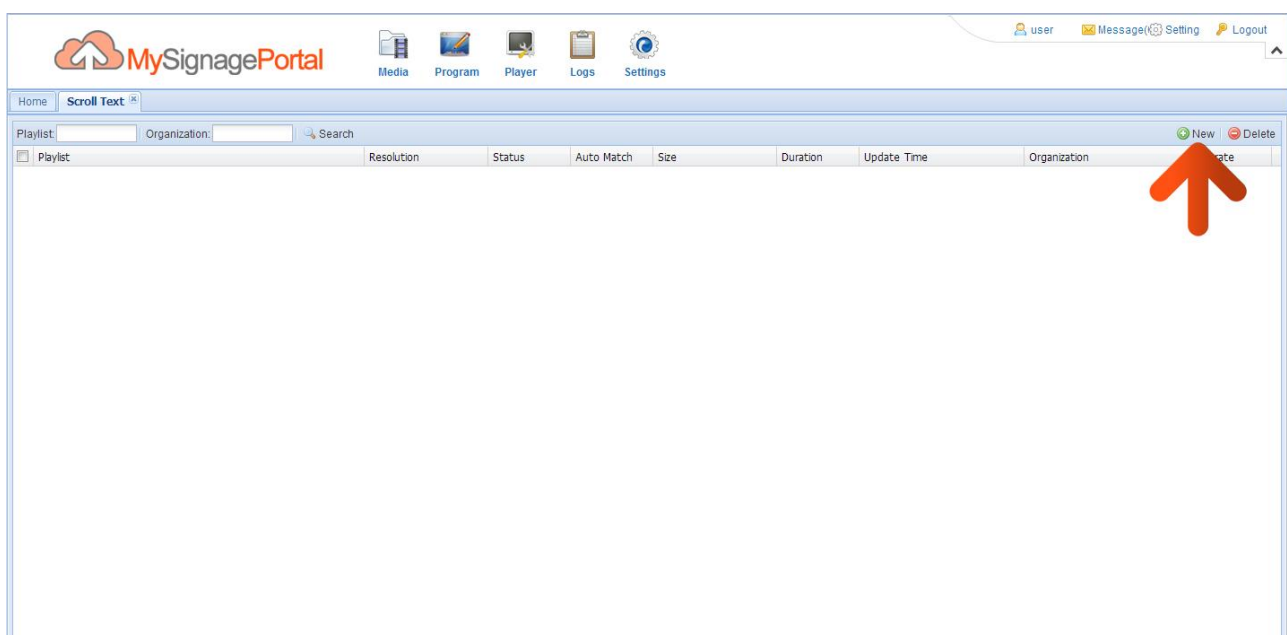 user Message( Setting Logout
MySignagePortal
Media Program Player Logs Settings
Home Scroll Text
Playlist: Organization: Search New Delete
Playlist Resolution Status Auto Match Size Duration Update Time Organization